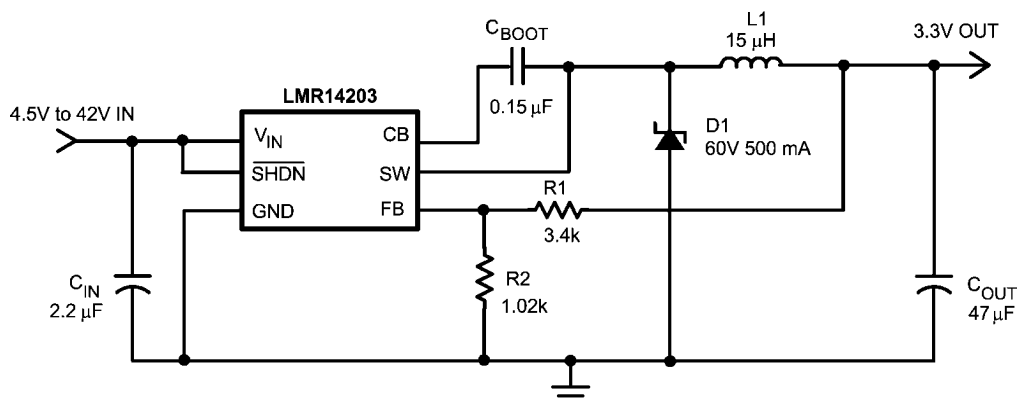 C_BOOT
0.15 μF
L1
15 μH
3.3V OUT
4.5V to 42V IN
LMR14203
V_IN
CB
SHDN
SW
GND
FB
D1
60V 500 mA
R1
3.4k
R2
1.02k
C_IN
2.2 μF
C_OUT
47 μF